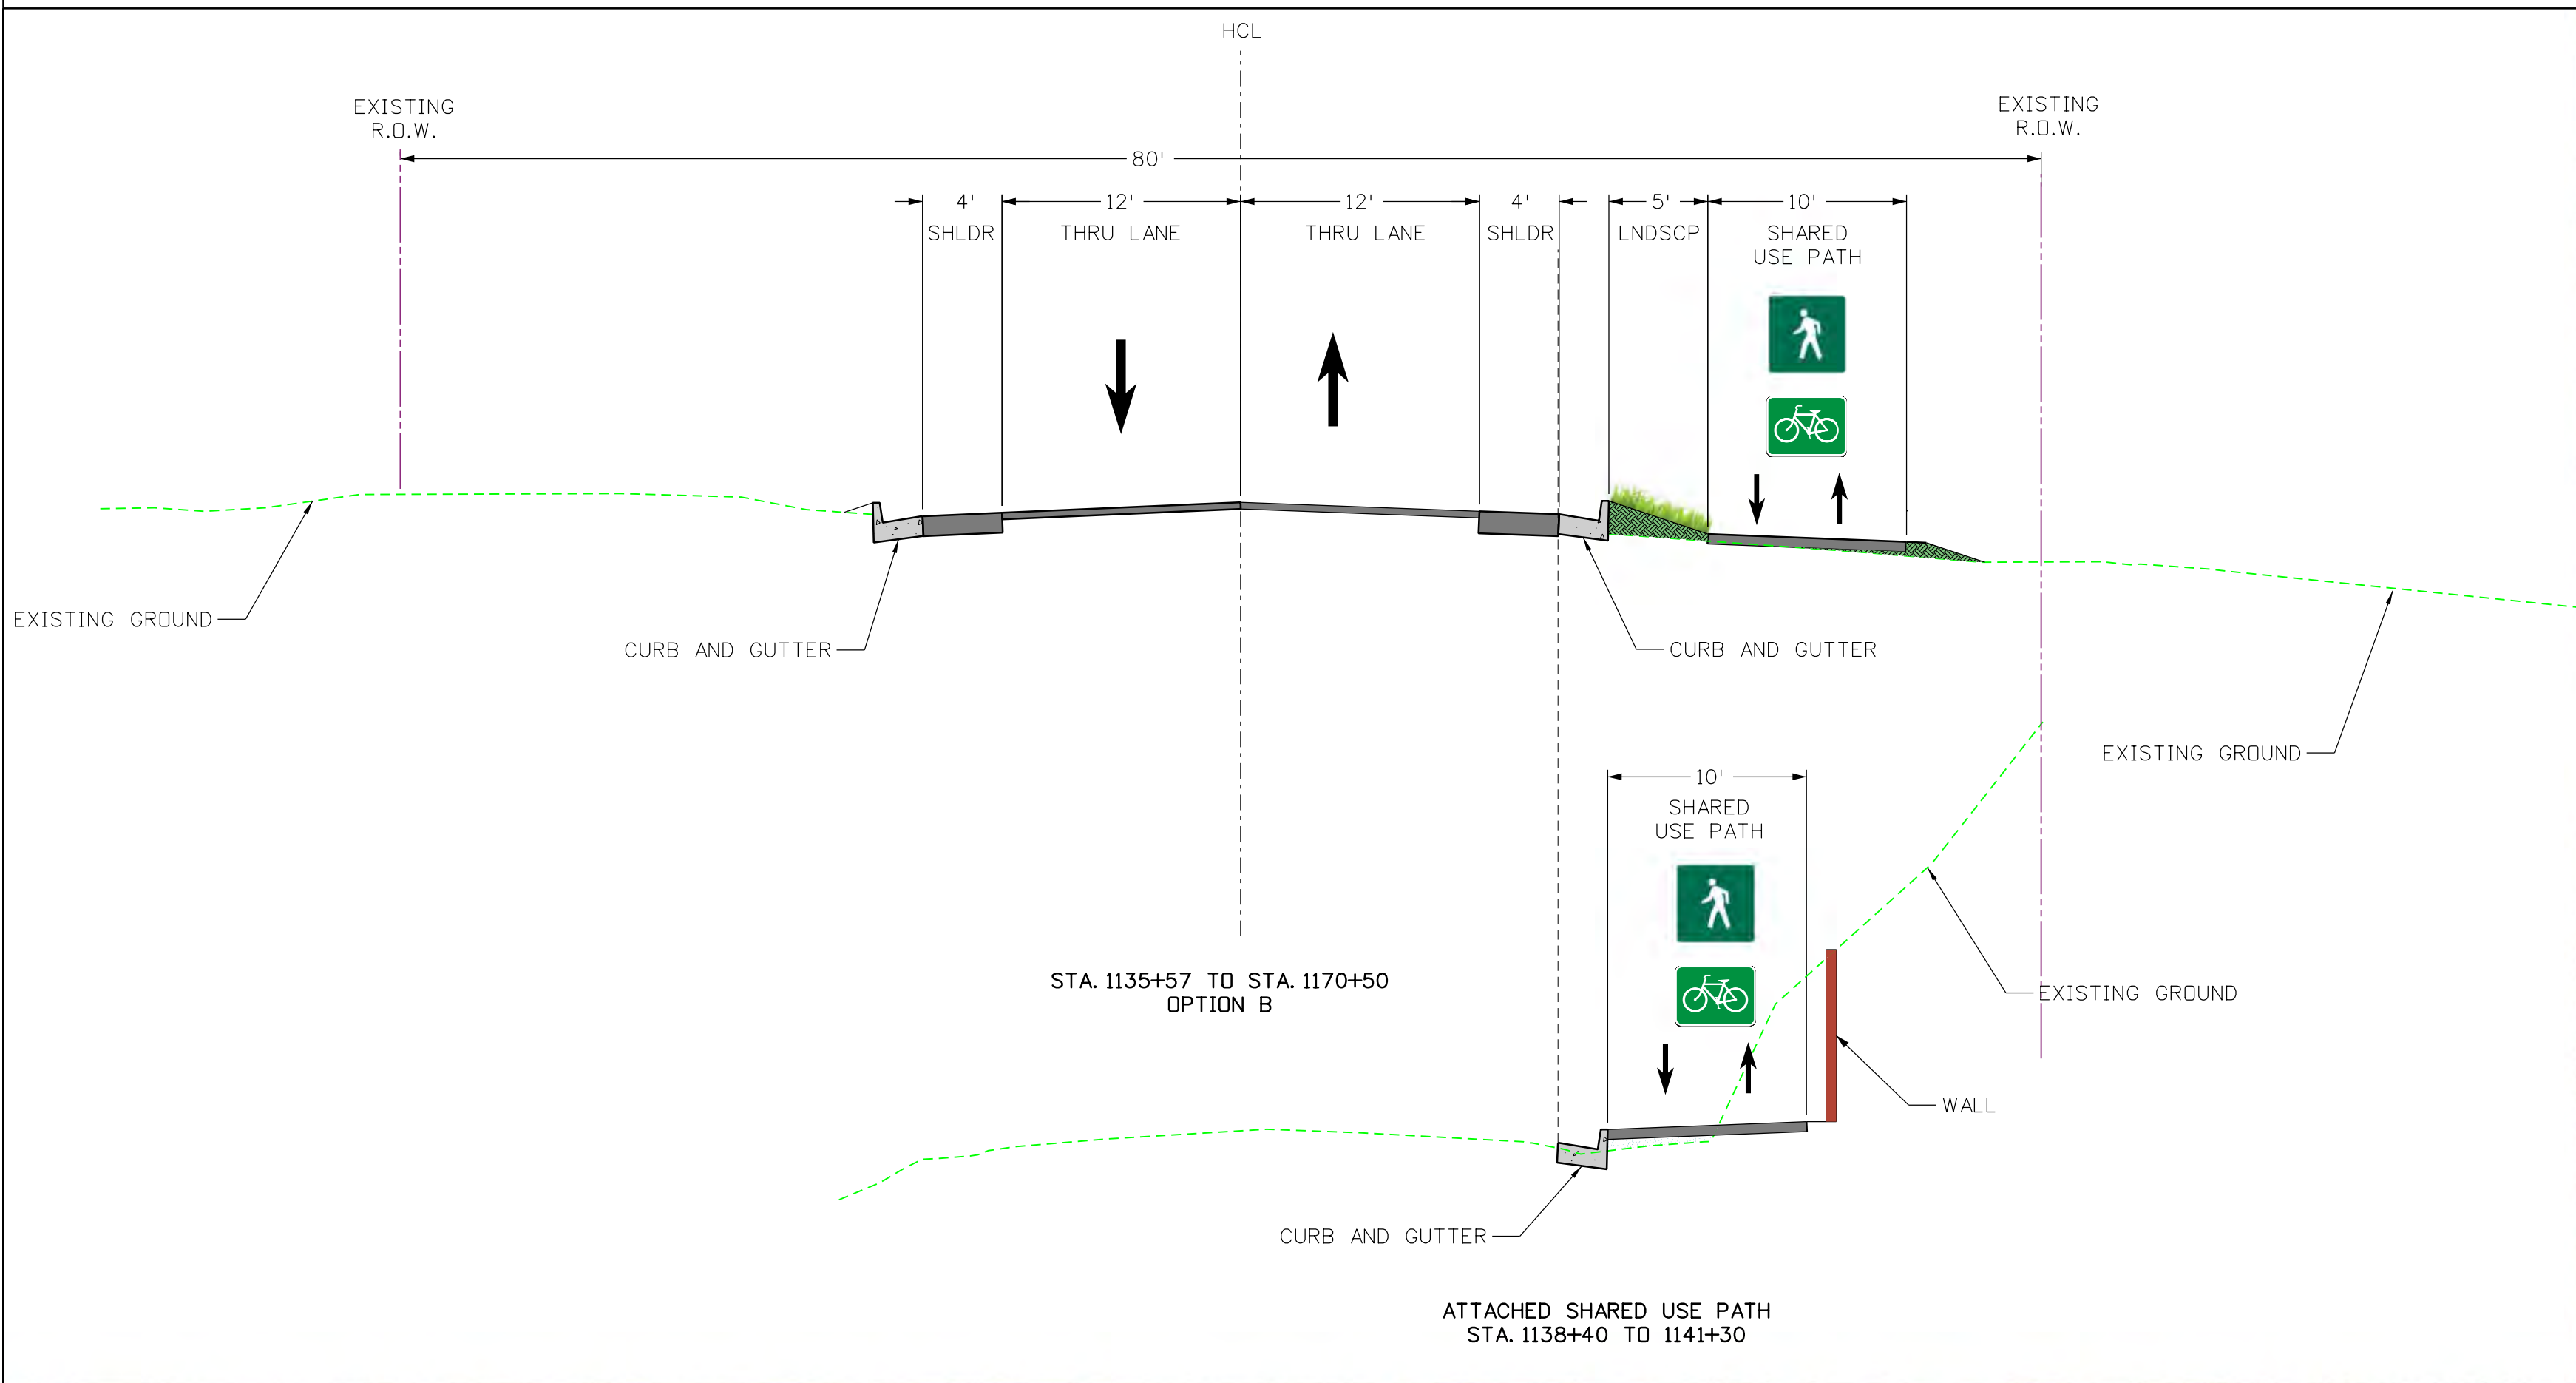 HCL
EXISTING
R.O.W.
EXISTING
R.O.W.
80'
4'
12'
12'
4'
5'
10'
SHLDR
THRU LANE
THRU LANE
SHLDR
LNDSCP
SHARED
USE PATH
EXISTING GROUND
CURB AND GUTTER
CURB AND GUTTER
EXISTING GROUND
10'
SHARED
USE PATH
STA. 1135+57 TO STA. 1170+50
OPTION B
EXISTING GROUND
WALL
CURB AND GUTTER
ATTACHED SHARED USE PATH
STA. 1138+40 TO 1141+30